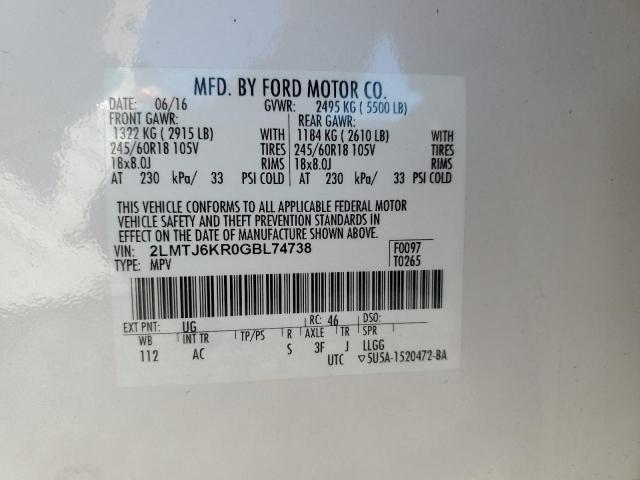 MFD. BY FORD MOTOR CO.
DATE: 06/16 GVWR: 2495 KG (5500 LB)
FRONT GAWR: REAR GAWR:
1322 KG (2915 LB) WITH 1184 KG (2610 LB) WITH
245/60R18 105V TIRES 245/60R18 105V TIRES
18x8.0J RIMS 18x8.0J RIMS
AT 230 kPa/ 33 PSI COLD AT 230 kPa/ 33 PSI COLD
THIS VEHICLE CONFORMS TO ALL APPLICABLE FEDERAL MOTOR
VEHICLE SAFETY AND THEFT PREVENTION STANDARDS IN
EFFECT ON THE DATE OF MANUFACTURE SHOWN ABOVE.
VIN: 2LMTJ6KR0GBL74738 F0097
TYPE: MPV T0265
EXT PNT: UG RC: 46 DSO:
WB INT TR TP/PS R AXLE TR SPR
112 AC S 3F J LLGG
UTC ▽5U5A-1520472-BA